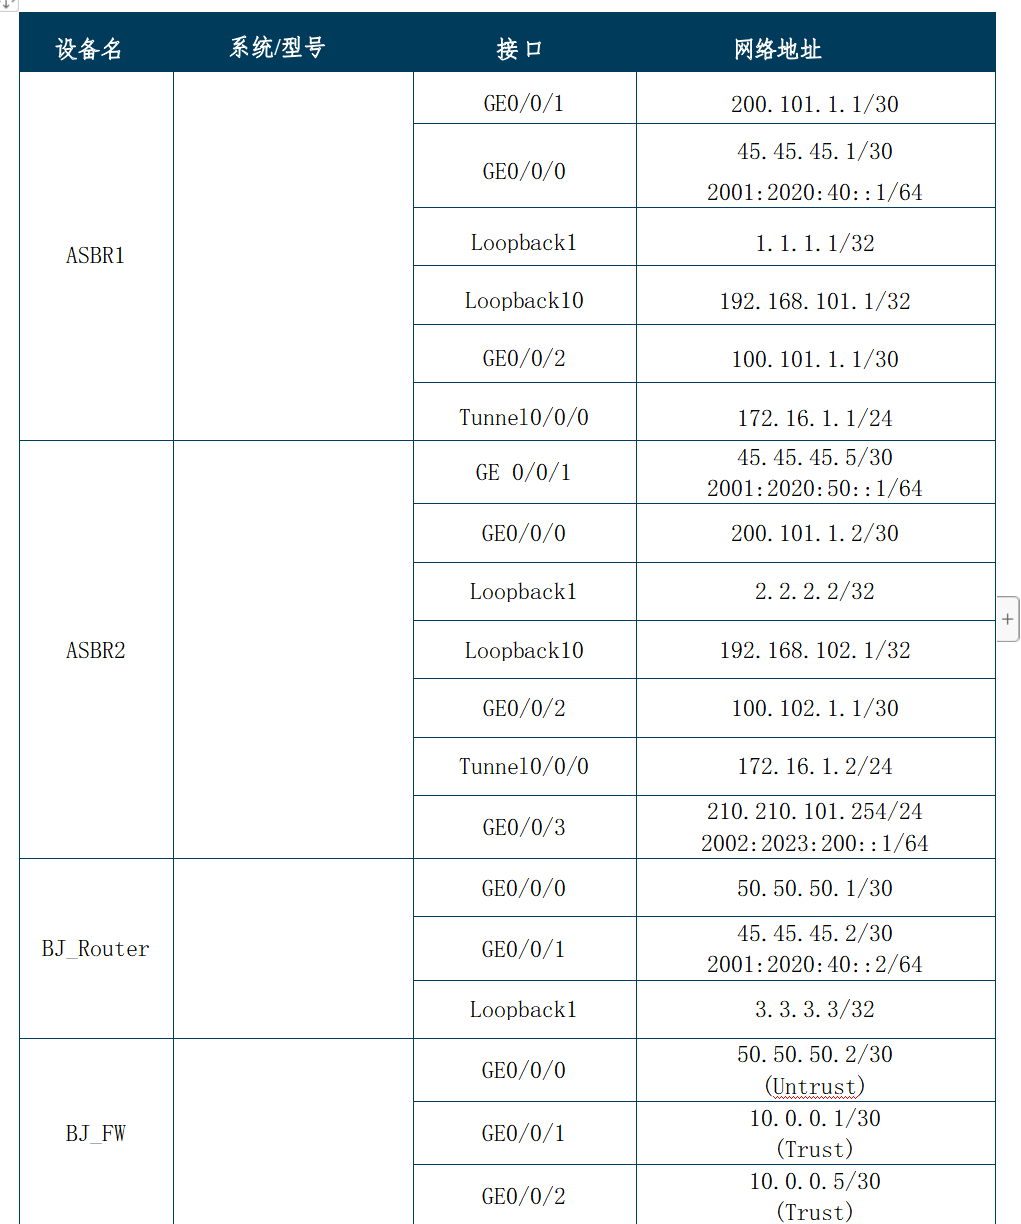 设备名 系统/型号 接口 网络地址
ASBR1
GE0/0/1 200.101.1.1/30
GE0/0/0 45.45.45.1/30
2001:2020:40::1/64
Loopback1 1.1.1.1/32
Loopback10 192.168.101.1/32
GE0/0/2 100.101.1.1/30
Tunnel0/0/0 172.16.1.1/24
ASBR2
GE 0/0/1 45.45.45.5/30
2001:2020:50::1/64
GE0/0/0 200.101.1.2/30
Loopback1 2.2.2.2/32
Loopback10 192.168.102.1/32
GE0/0/2 100.102.1.1/30
Tunnel0/0/0 172.16.1.2/24
GE0/0/3 210.210.101.254/24
2002:2023:200::1/64
BJ_Router
GE0/0/0 50.50.50.1/30
GE0/0/1 45.45.45.2/30
2001:2020:40::2/64
Loopback1 3.3.3.3/32
BJ_FW
GE0/0/0 50.50.50.2/30
(Untrust)
GE0/0/1 10.0.0.1/30
(Trust)
GE0/0/2 10.0.0.5/30
(Trust)